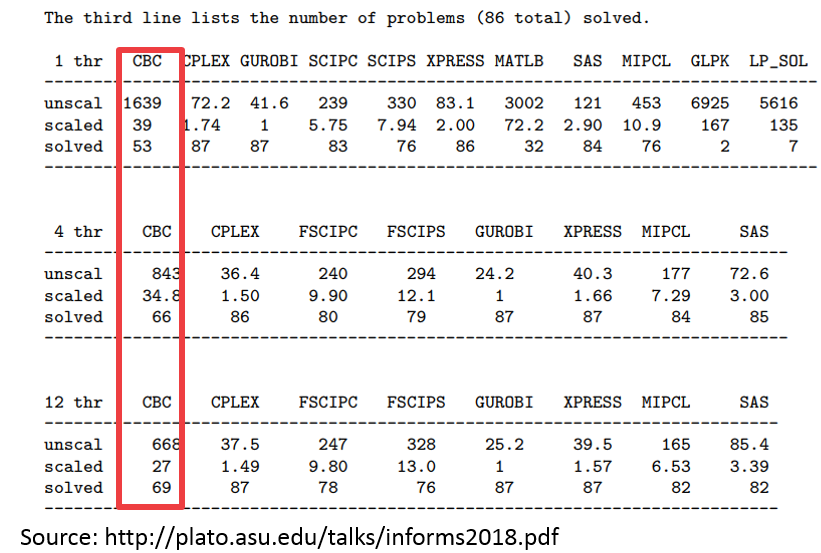 The third line lists the number of problems (86 total) solved.
1 thr CBC CPLEX GUROBI SCIPC SCIPS XPRESS MATLB SAS MIPCL GLPK LP_SOL
--------------------------------------------------------------------------------
unscal 1639 72.2 41.6 239 330 83.1 3002 121 453 6925 5616
scaled 39 1.74 1 5.75 7.94 2.00 72.2 2.90 10.9 167 135
solved 53 87 87 83 76 86 32 84 76 2 7
--------------------------------------------------------------------------------
4 thr CBC CPLEX FSCIPC FSCIPS GUROBI XPRESS MIPCL SAS
-----------------------------------------------------------------------------
unscal 843 36.4 240 294 24.2 40.3 177 72.6
scaled 34.8 1.50 9.90 12.1 1 1.66 7.29 3.00
solved 66 86 80 79 87 87 84 85
-----------------------------------------------------------------------------
12 thr CBC CPLEX FSCIPC FSCIPS GUROBI XPRESS MIPCL SAS
----------------------------------------------------------------------------
unscal 668 37.5 247 328 25.2 39.5 165 85.4
scaled 27 1.49 9.80 13.0 1 1.57 6.53 3.39
solved 69 87 78 76 87 87 82 82
----------------------------------------------------------------------------
Source: http://plato.asu.edu/talks/informs2018.pdf